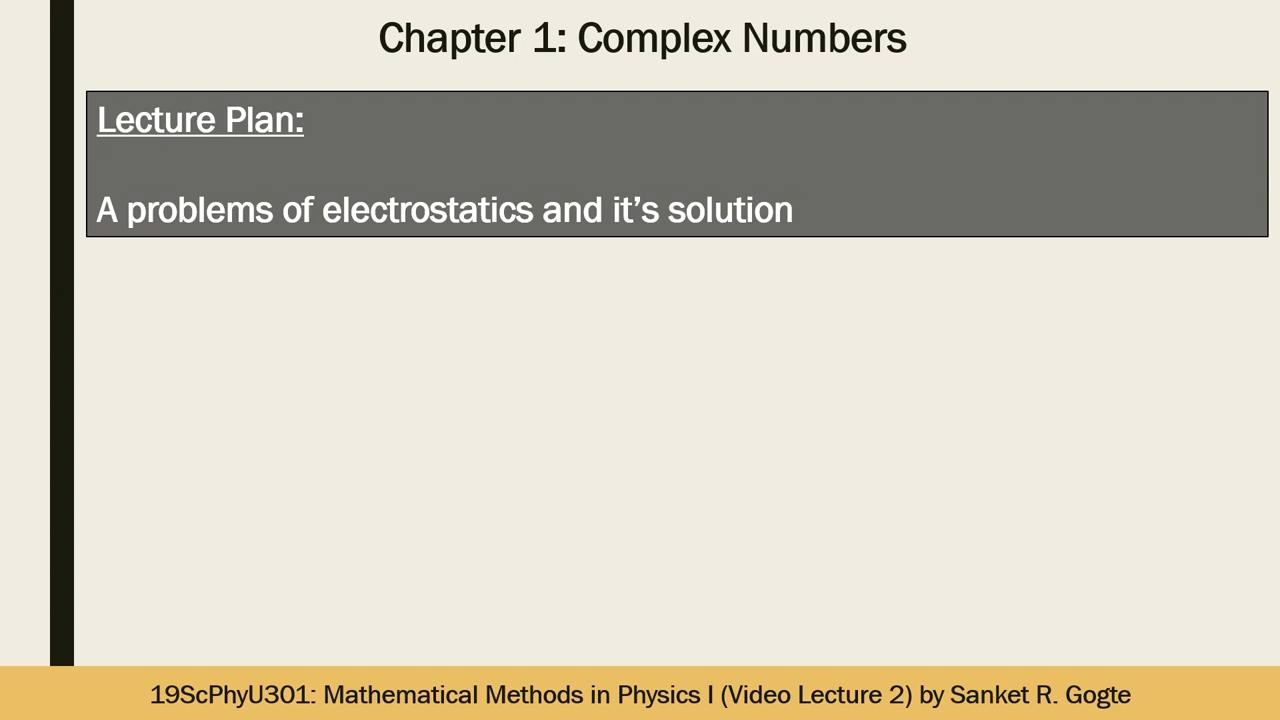 Chapter 1: Complex Numbers
Lecture Plan:
A problems of electrostatics and it’s solution
19ScPhyU301: Mathematical Methods in Physics I (Video Lecture 2) by Sanket R. Gogte